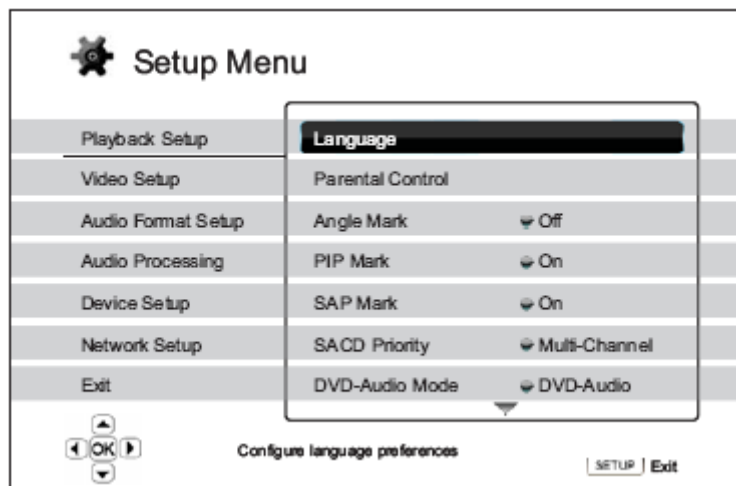 Setup Menu
Playback Setup
Language
Video Setup
Parental Control
Audio Format Setup
Angle Mark
Off
Audio Processing
PIP Mark
On
Device Setup
SAP Mark
On
Network Setup
SACD Priority
Multi-Channel
Exit
DVD-Audio Mode
DVD-Audio
OK
Configure language preferences
SETUP Exit